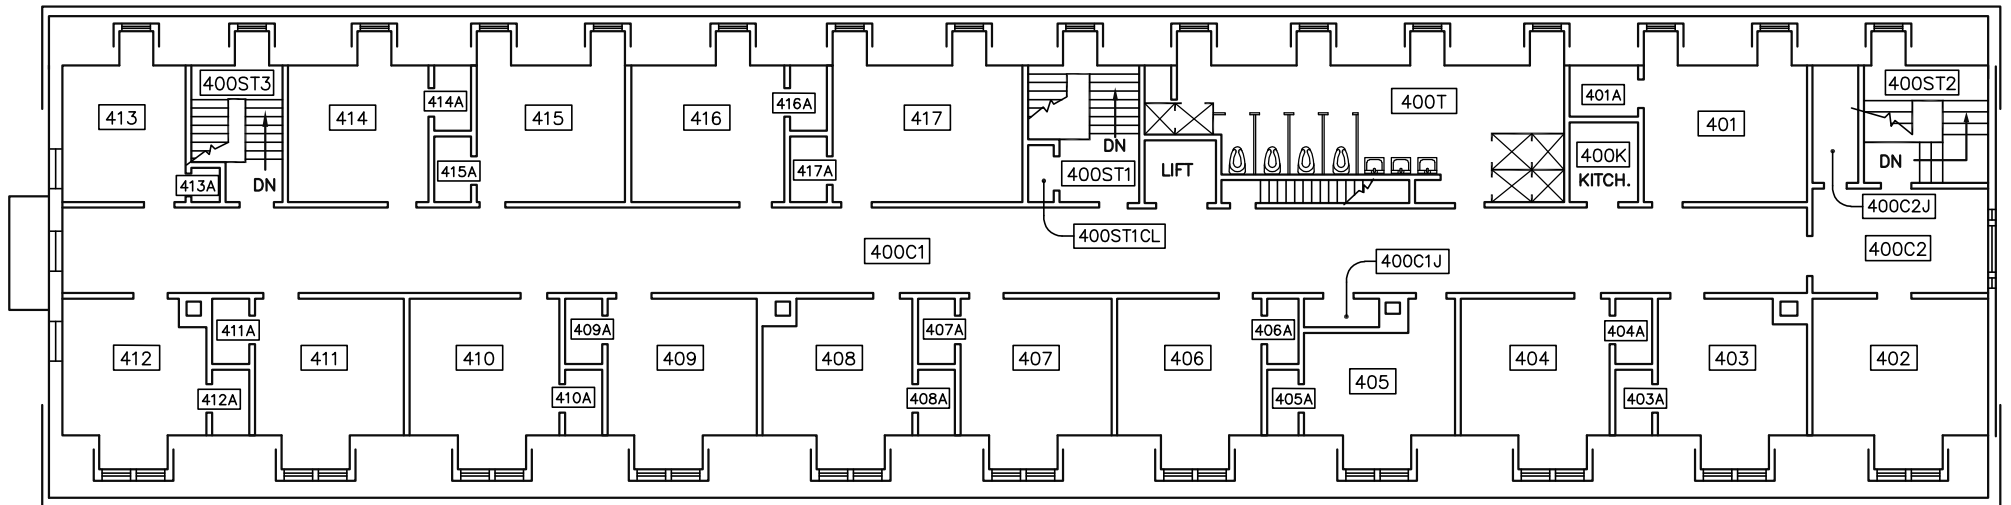 400ST3
400ST2
413
414
414A
415
416
416A
417
400T
401A
401
DN
400ST1
LIFT
400K
KITCH.
DN
413A
DN
415A
417A
400C2J
400ST1CL
400C1
400C2
400C1J
412
411A
411
410
409A
409
408
407A
407
406
406A
405
404
404A
403
402
412A
410A
408A
405A
403A